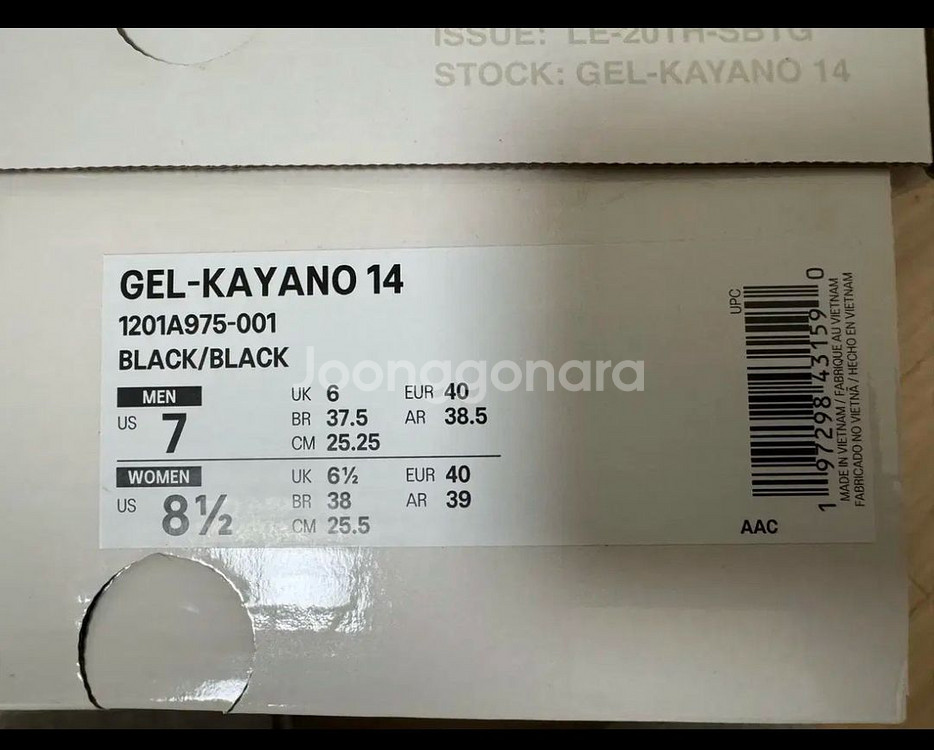 ISSUE: LE-20TH-SBTG
STOCK: GEL-KAYANO 14
GEL-KAYANO 14
1201A975-001
BLACK/BLACK
Joonggonara
MEN
US 7
UK 6 EUR 40
BR 37.5 AR 38.5
CM 25.25
WOMEN
US 8½
UK 6½ EUR 40
BR 38 AR 39
CM 25.5
UPC
1 97298 43159 0
MADE IN VIETNAM / FABRIQUE AU VIETNAM
FABRICADO NO VIETNÃ / HECHO EN VIETNAM
AAC